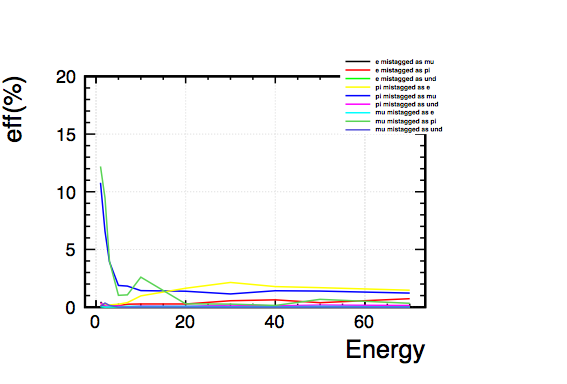 e mistagged as mu
e mistagged as pi
e mistagged as und
pi mistagged as e
pi mistagged as mu
pi mistagged as und
mu mistagged as e
mu mistagged as pi
mu mistagged as und
eff(%)
20
15
10
5
0
0 20 40 60
Energy